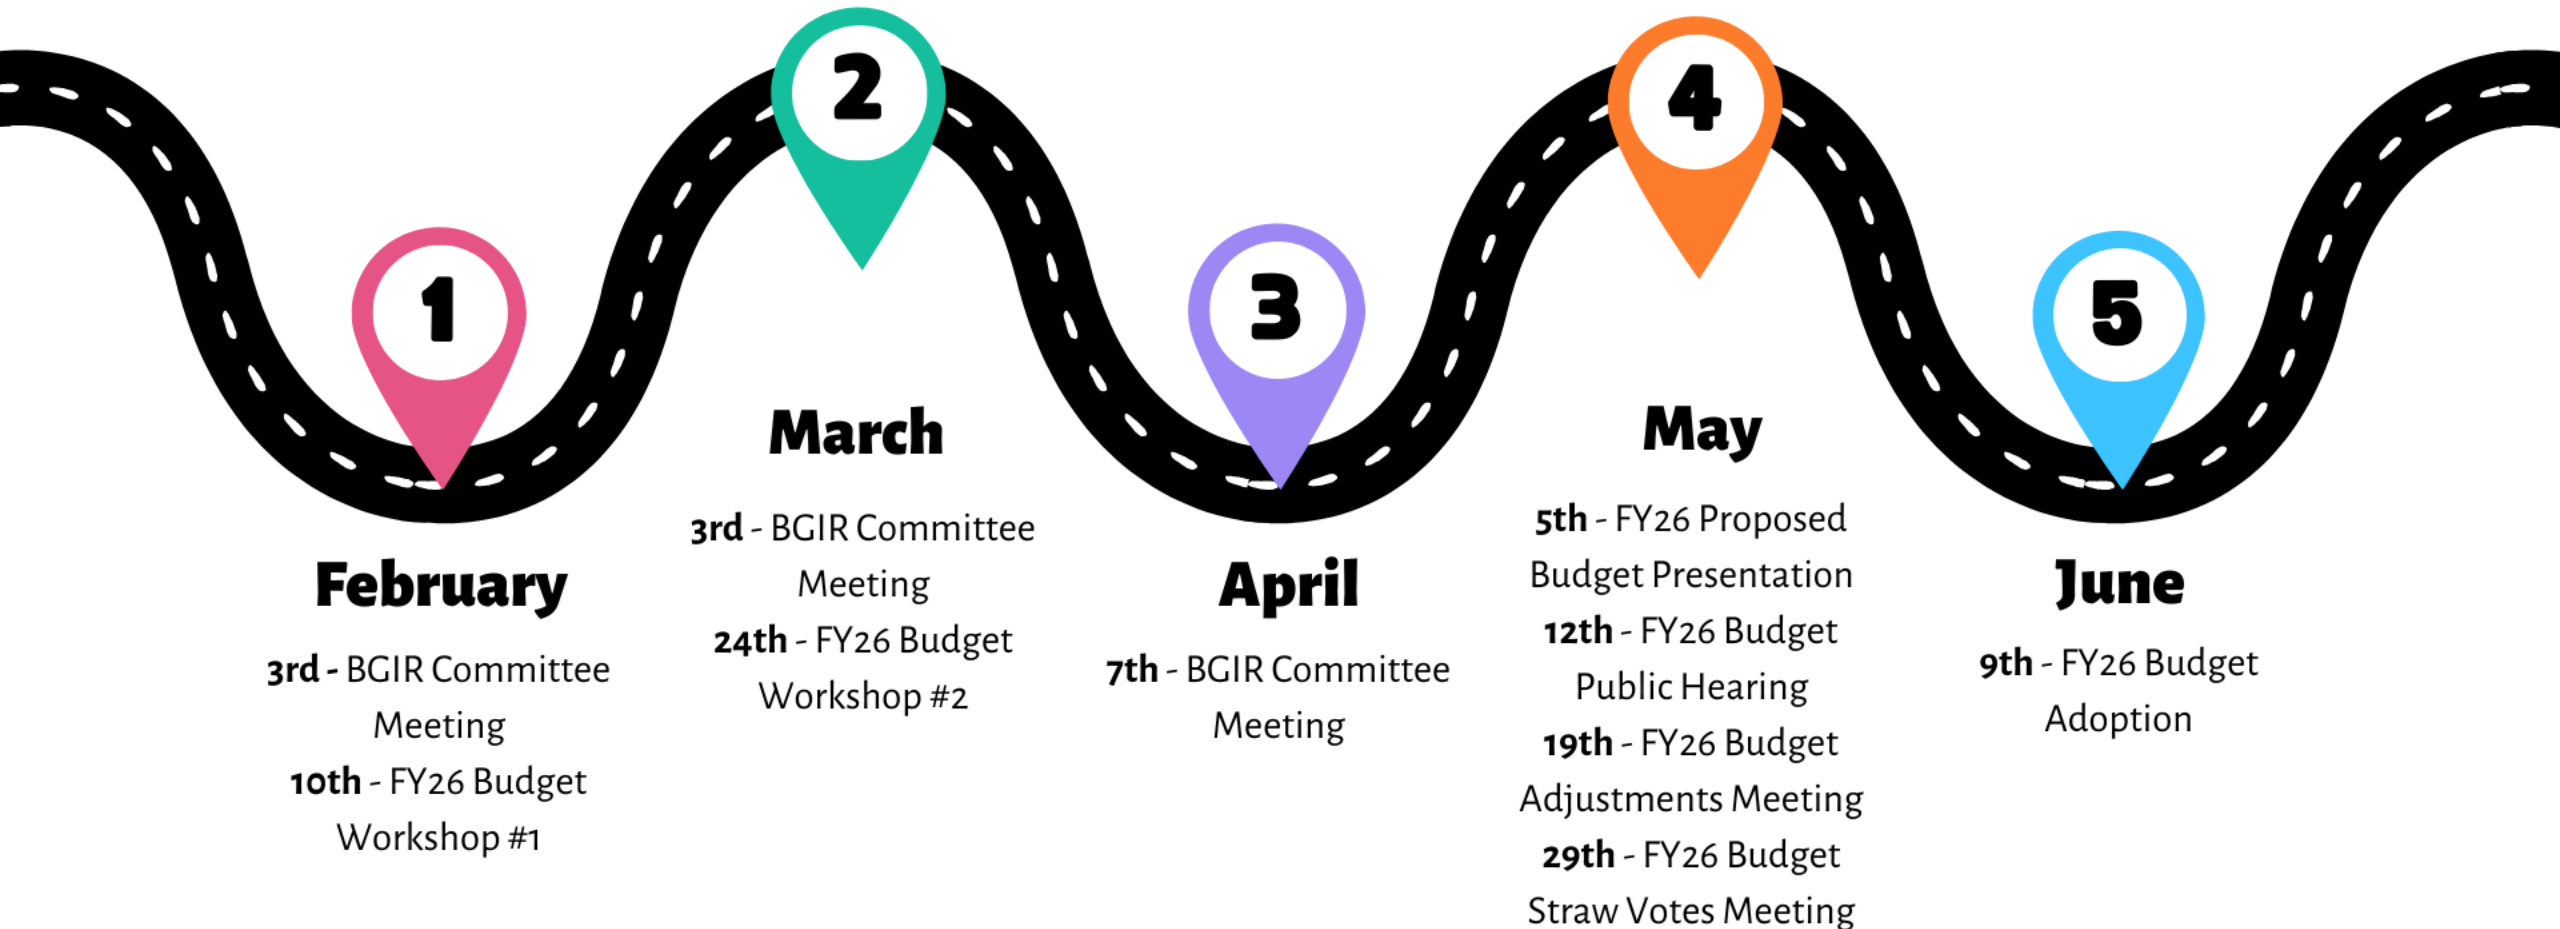 1
February
3rd - BGIR Committee
Meeting
10th - FY26 Budget
Workshop #1
2
March
3rd - BGIR Committee
Meeting
24th - FY26 Budget
Workshop #2
3
April
7th - BGIR Committee
Meeting
4
May
5th - FY26 Proposed
Budget Presentation
12th - FY26 Budget
Public Hearing
19th - FY26 Budget
Adjustments Meeting
29th - FY26 Budget
Straw Votes Meeting
5
June
9th - FY26 Budget
Adoption